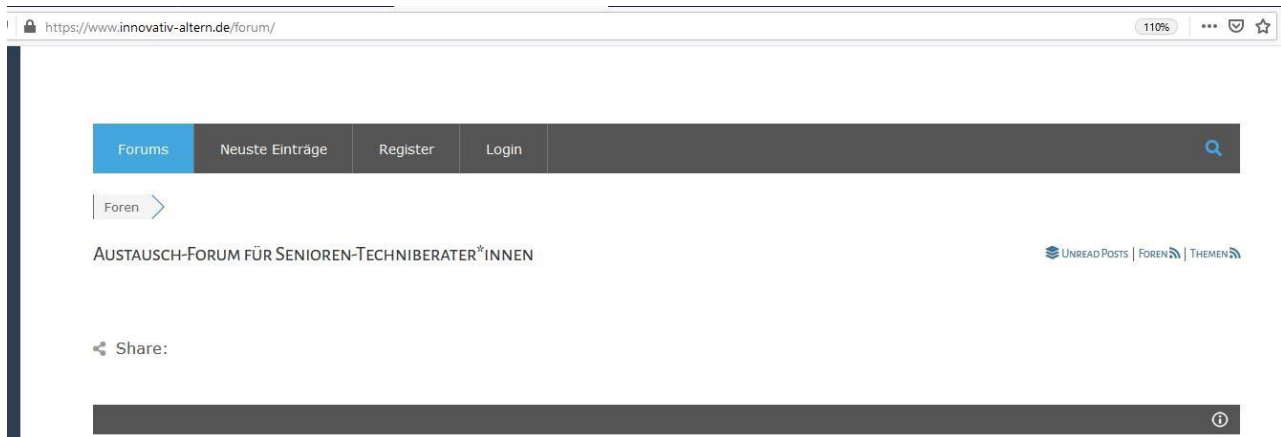 https://www.innovativ-altern.de/forum/ 110%
Forums Neuste Einträge Register Login
Foren
Austausch-Forum für Senioren-Techniberater*innen Unread Posts | Foren | Themen
Share: